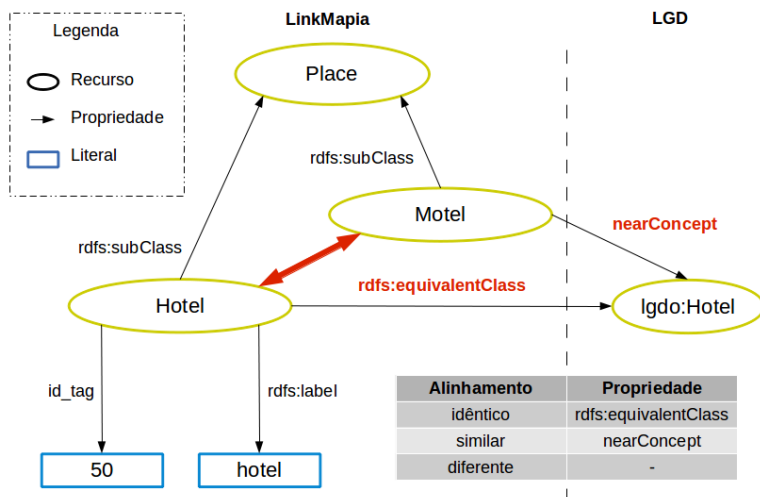 LinkMapia
LGD
Legenda
Recurso
Propriedade
Literal
Place
rdfs:subClass
Motel
nearConcept
rdfs:subClass
rdfs:equivalentClass
Hotel
lgdo:Hotel
id_tag
rdfs:label
50
hotel
Alinhamento Propriedade
idêntico rdfs:equivalentClass
similar nearConcept
diferente -